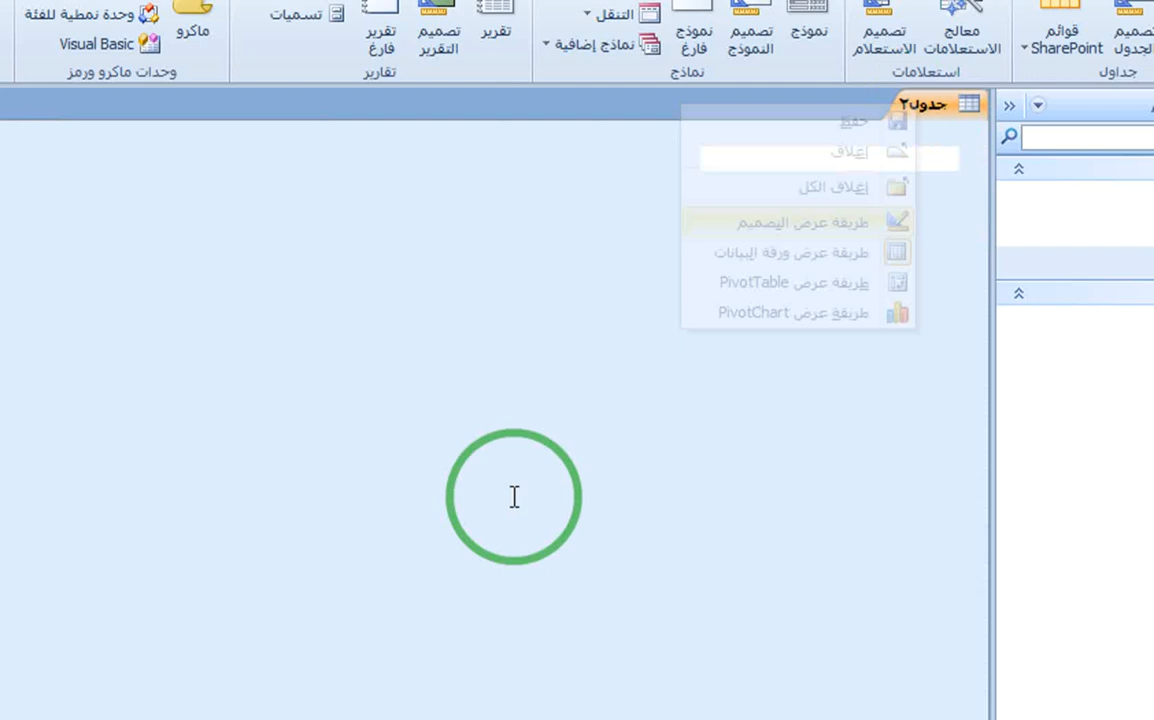 تصميم الجدول
قوائم SharePoint
جداول
معالج الاستعلامات
تصميم الاستعلام
استعلامات
نموذج
تصميم النموذج
نموذج فارغ
التنقل
نماذج إضافية
نماذج
تقرير
تصميم التقرير
تقرير فارغ
تسميات
تقارير
ماكرو
وحدة نمطية للفئة
Visual Basic
وحدات ماكرو ورمز
جدول٢
حفظ
إغلاق
إغلاق الكل
طريقة عرض التصميم
طريقة عرض ورقة البيانات
طريقة عرض PivotTable
طريقة عرض PivotChart